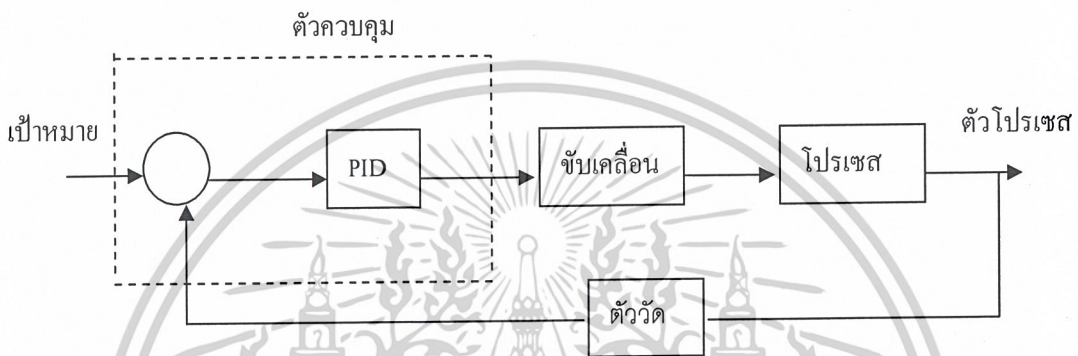 ตัวควบคุม
เป้าหมาย
ตัวโปรเซส
PID
ขับเคลื่อน
โปรเซส
ตัววัด